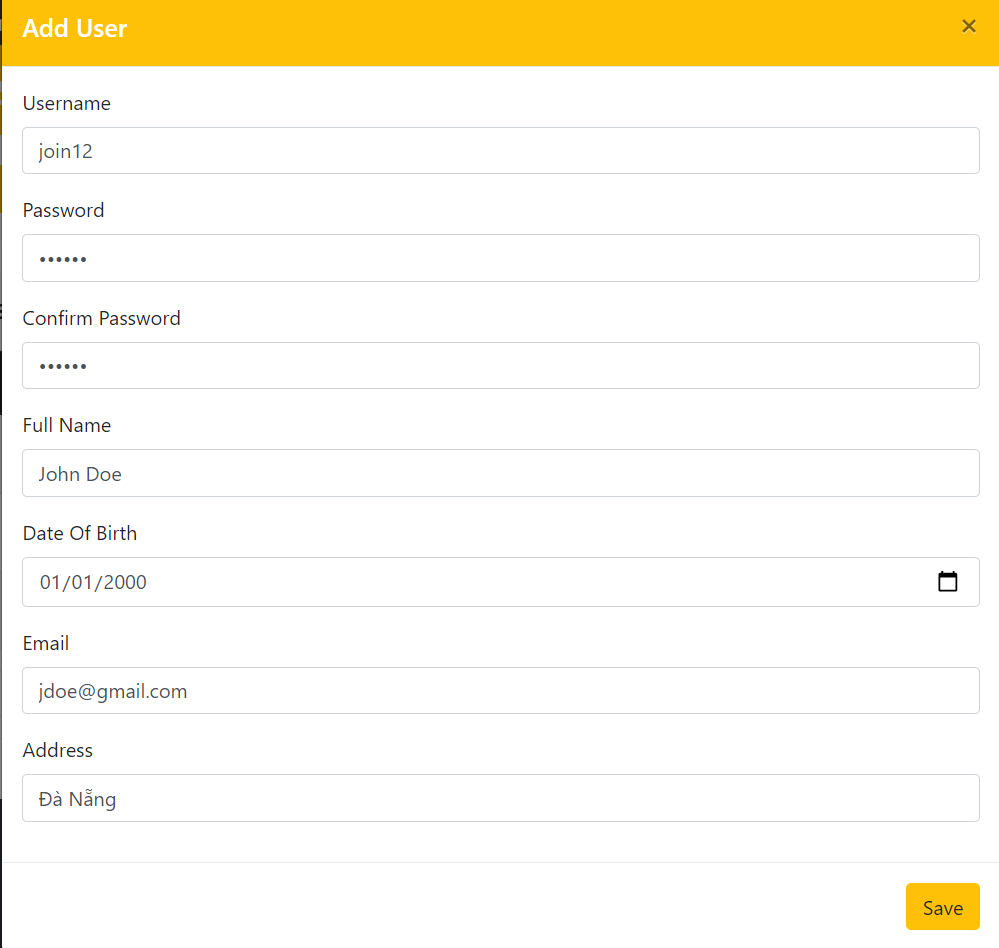 Add User
×
Username
join12
Password
••••••
Confirm Password
••••••
Full Name
John Doe
Date Of Birth
01/01/2000
Email
jdoe@gmail.com
Address
Đà Nẵng
Save